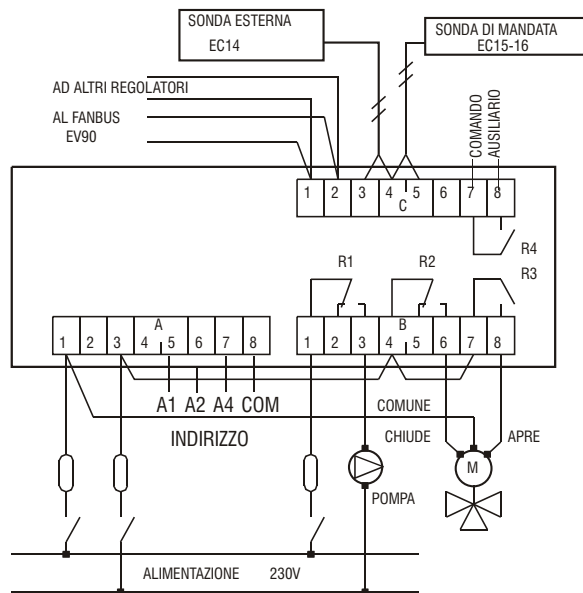 SONDA ESTERNA
EC14
SONDA DI MANDATA
EC15-16
AD ALTRI REGOLATORI
AL FANBUS
EV90
COMANDO
AUSILIARIO
1 2 3 4 5 6 7 8
C
R4
R1 R2 R3
A
1 2 3 4 5 6 7 8
B
1 2 3 4 5 6 7 8
A1 A2 A4 COM
INDIRIZZO
COMUNE
CHIUDE
APRE
M
POMPA
ALIMENTAZIONE 230V